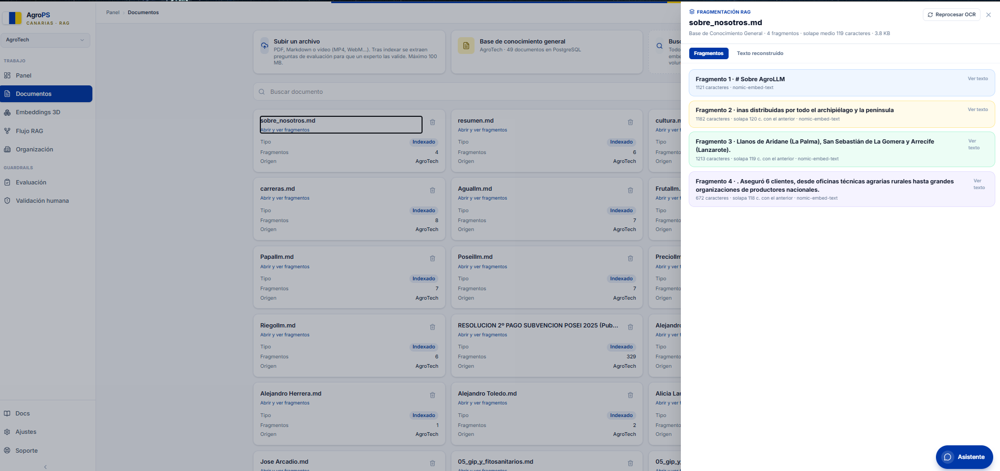 AgroPS
CANARIAS · RAG
AgroTech
TRABAJO
Panel
Documentos
Embeddings 3D
Flujo RAG
Organización
GUARDRAILS
Evaluación
Validación humana
Docs
Ajustes
Soporte
Panel › Documentos
Subir un archivo
PDF, Markdown o vídeo (MP4, WebM...). Tras indexar se extraen
preguntas de evaluación para que un experto las valide. Máximo 100
MB.
Base de conocimiento general
AgroTech · 49 documentos en PostgreSQL
Busc
Todo
embe
volun
Buscar documento
sobre_nosotros.md
Abrir y ver fragmentos
Tipo Indexado
Fragmentos 4
Origen AgroTech
resumen.md
Abrir y ver fragmentos
Tipo Indexado
Fragmentos 6
Origen AgroTech
cultura.m
Abrir y ver f
Tipo
Fragmento
Origen
carreras.md
Abrir y ver fragmentos
Tipo Indexado
Fragmentos 8
Origen AgroTech
Aguallm.md
Abrir y ver fragmentos
Tipo Indexado
Fragmentos 7
Origen AgroTech
Frutallm.
Abrir y ver f
Tipo
Fragmento
Origen
Papallm.md
Abrir y ver fragmentos
Tipo Indexado
Fragmentos 7
Origen AgroTech
Poseillm.md
Abrir y ver fragmentos
Tipo Indexado
Fragmentos 7
Origen AgroTech
Preciollm
Abrir y ver f
Tipo
Fragmento
Origen
Riegollm.md
Abrir y ver fragmentos
Tipo Indexado
Fragmentos 6
Origen AgroTech
RESOLUCION 2º PAGO SUBVENCION POSEI 2025 (Pub...
Abrir y ver fragmentos
Tipo Indexado
Fragmentos 329
Origen AgroTech
Alejandro
Abrir y ver f
Tipo
Fragmento
Origen
Alejandro Herrera.md
Abrir y ver fragmentos
Tipo Indexado
Fragmentos 1
Origen AgroTech
Alejandro Toledo.md
Abrir y ver fragmentos
Tipo Indexado
Fragmentos 2
Origen AgroTech
Alicia Lar
Abrir y ver f
Tipo
Fragmento
Origen
Jose Arcadio.md
Abrir y ver fragmentos
05_gip_y_fitosanitarios.md
Abrir y ver fragmentos
05_gip_y_
Abrir y ver f
FRAGMENTACIÓN RAG
sobre_nosotros.md
Base de Conocimiento General · 4 fragmentos · solape medio 119 caracteres · 3.8 KB
Reprocesar OCR
Fragmentos Texto reconstruido
Fragmento 1 · # Sobre AgroLLM
Ver texto
1121 caracteres · nomic-embed-text
Fragmento 2 · inas distribuidas por todo el archipiélago y la península
Ver texto
1182 caracteres · solapa 120 c. con el anterior · nomic-embed-text
Fragmento 3 · Llanos de Aridane (La Palma), San Sebastián de La Gomera y Arrecife
(Lanzarote).
Ver
texto
1213 caracteres · solapa 119 c. con el anterior · nomic-embed-text
Fragmento 4 · . Aseguró 6 clientes, desde oficinas técnicas agrarias rurales hasta grandes
organizaciones de productores nacionales.
Ver
texto
672 caracteres · solapa 118 c. con el anterior · nomic-embed-text
Asistente